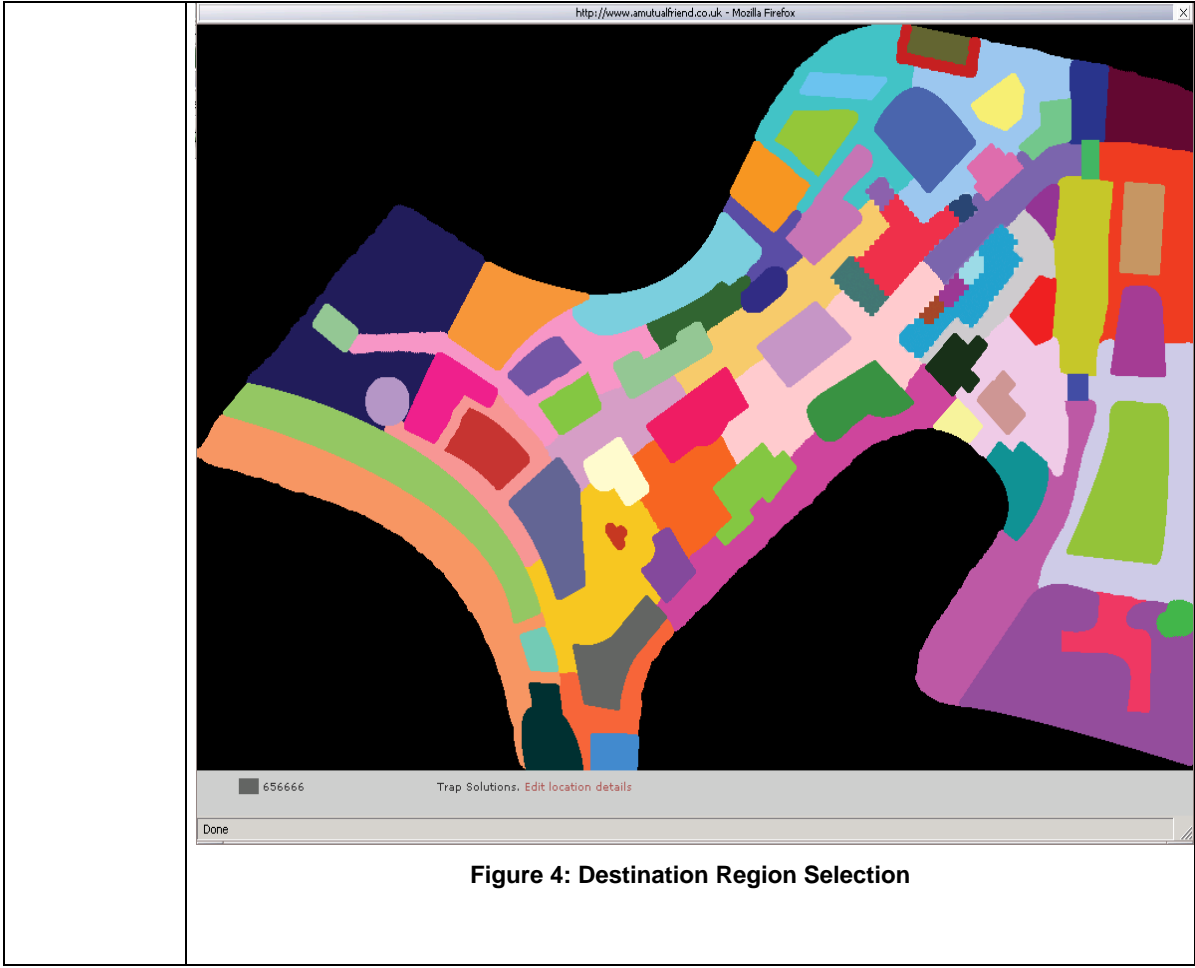 http://www.amutualfriend.co.uk - Mozilla Firefox
656666 Trap Solutions. Edit location details
Done
Figure 4: Destination Region Selection